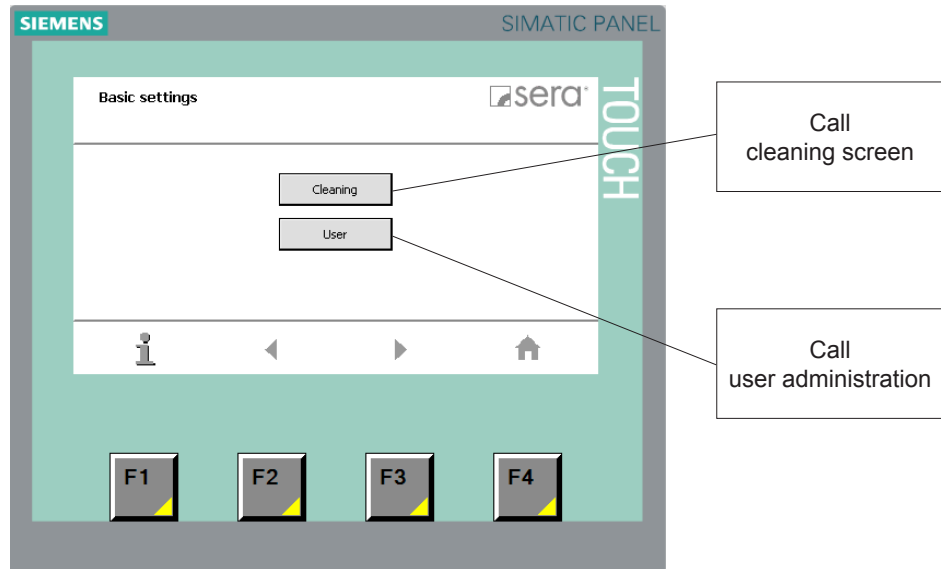 SIEMENS
SIMATIC PANEL
TOUCH
Basic settings
sera
Cleaning
User
Call
cleaning screen
Call
user administration
F1
F2
F3
F4